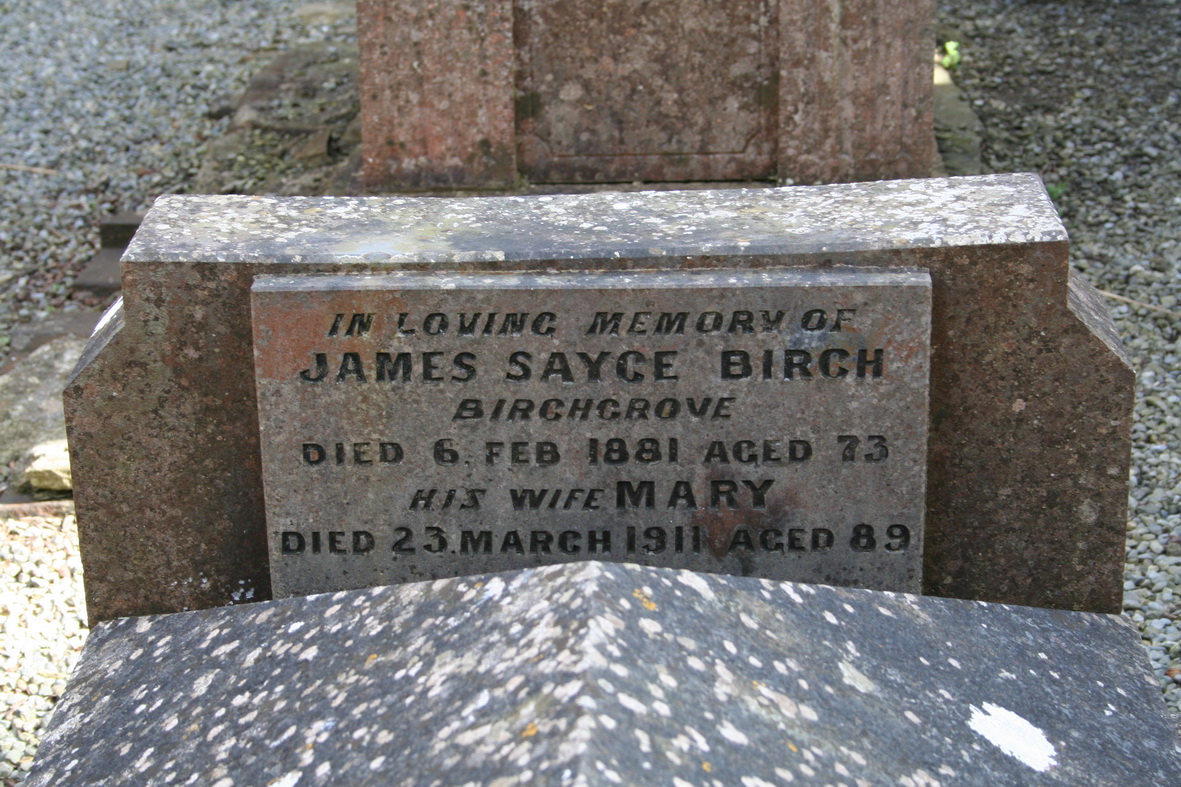 IN LOVING MEMORY OF
JAMES SAYCE BIRCH
BIRCHGROVE
DIED 6. FEB 1881 AGED 73
HIS WIFE MARY
DIED 23. MARCH 1911 AGED 89